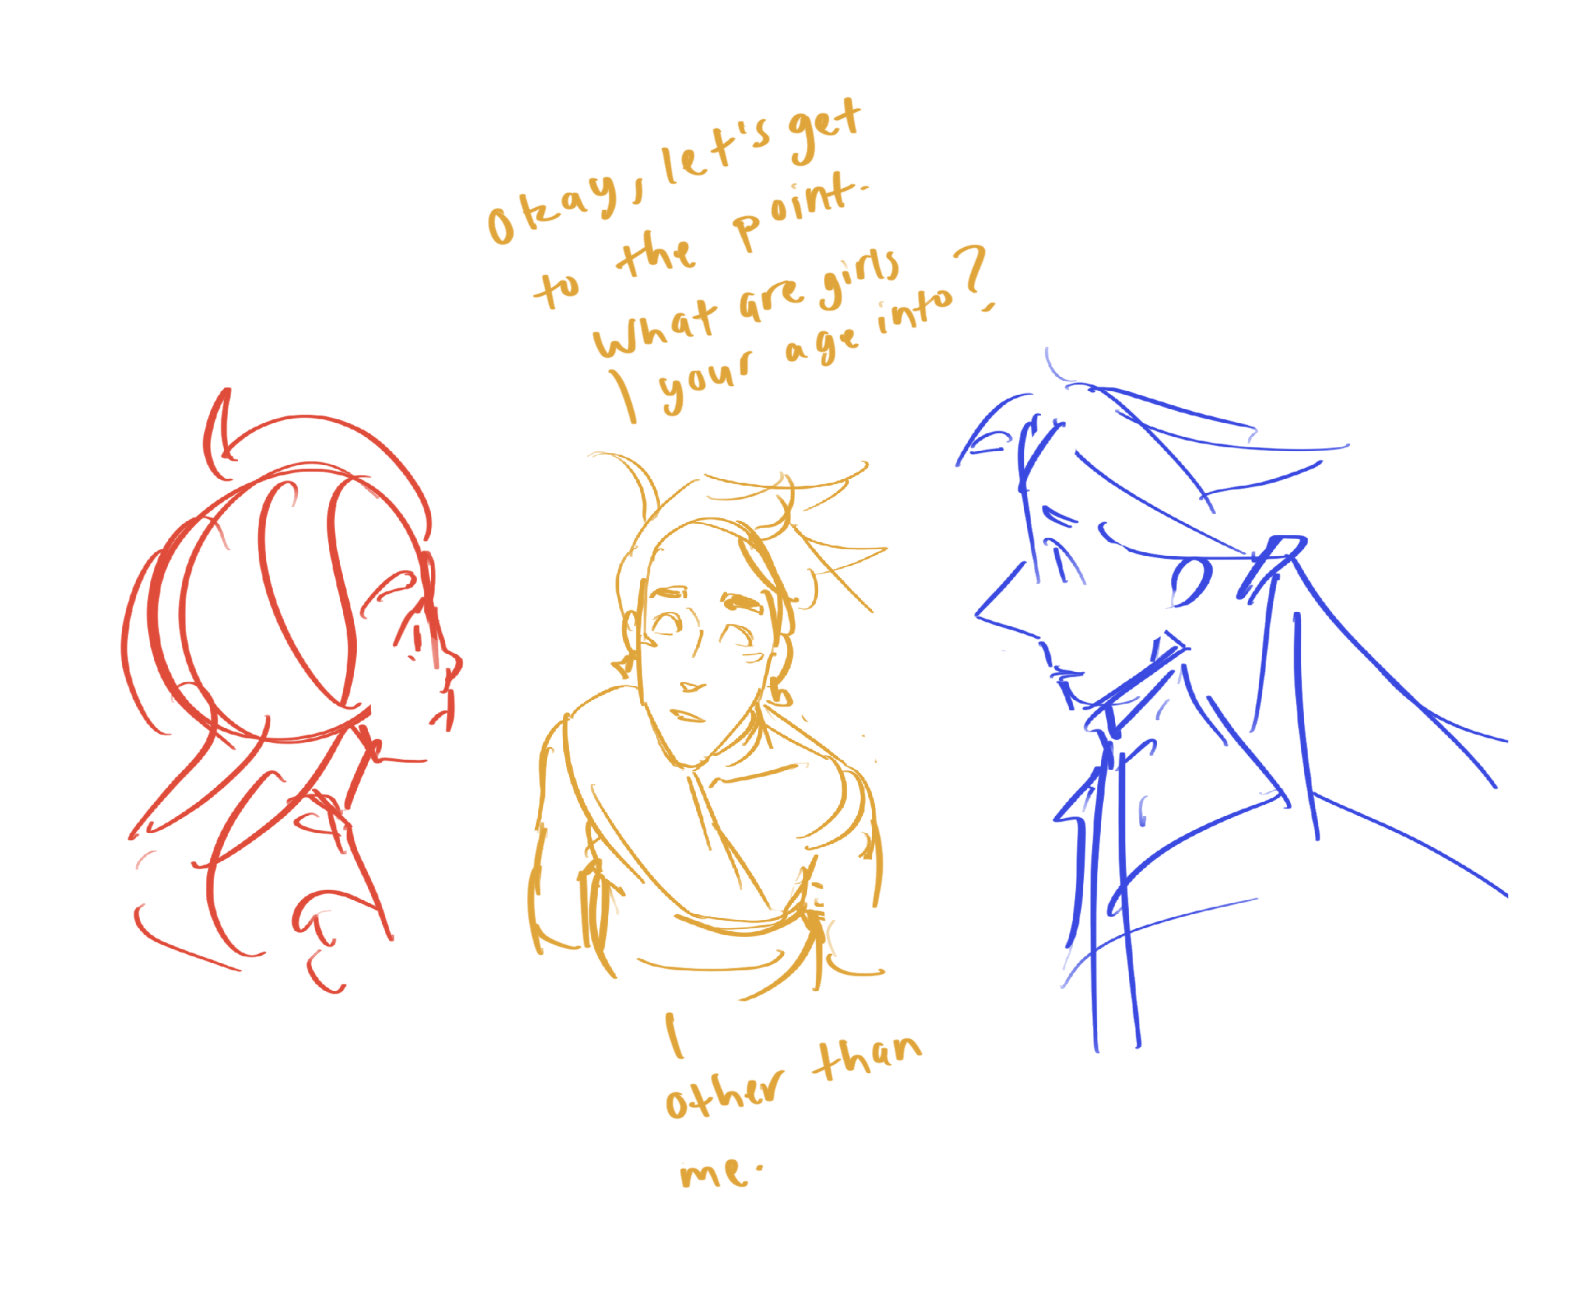 Okay, let's get
to the point.
What are girls
your age into?
other than
me.